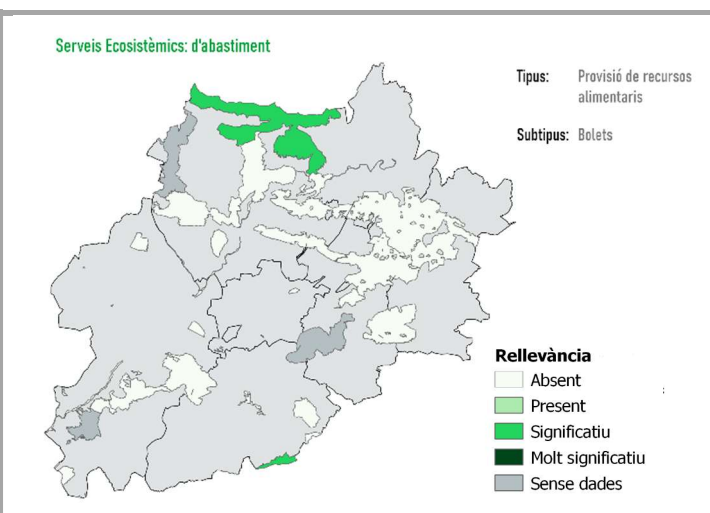 Serveis Ecosistèmics: d'abastiment
Tipus: Provisió de recursos
alimentaris
Subtipus: Bolets
Rellevància
Absent
Present
Significatiu
Molt significatiu
Sense dades